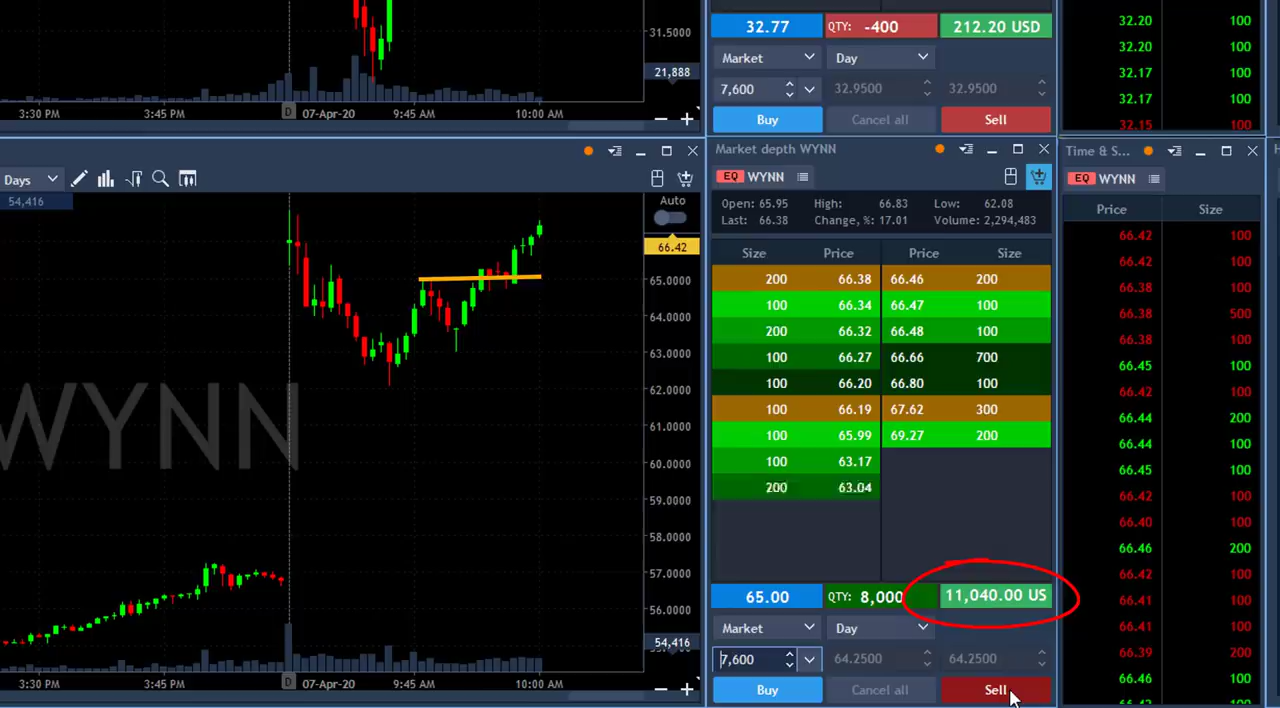 31.5000
21,888
3:30 PM 3:45 PM D 07-Apr-20 9:45 AM 10:00 AM
32.77 QTY: -400 212.20 USD
Market Day
7,600 32.9500 32.9500
Buy Cancel all Sell
32.20 100
32.20 100
32.17 100
32.17 100
32.15 100
Days
54,416
Auto
66.42
65.0000
64.0000
63.0000
62.0000
61.0000
60.0000
59.0000
58.0000
57.0000
56.0000
54,416
WYNN
3:30 PM 3:45 PM D 07-Apr-20 9:45 AM 10:00 AM
Market depth WYNN
EQ WYNN
Open: 65.95 High: 66.83 Low: 62.08
Last: 66.38 Change, %: 17.01 Volume: 2,294,483
Size Price Price Size
200 66.38 66.46 200
100 66.34 66.47 100
200 66.32 66.48 100
100 66.27 66.66 700
100 66.20 66.80 100
100 66.19 67.62 300
100 65.99 69.27 200
100 63.17
200 63.04
65.00 QTY: 8,000 11,040.00 US
Market Day
7,600 64.2500 64.2500
Buy Cancel all Sell
Time & S...
EQ WYNN
Price Size
66.42 100
66.42 100
66.38 100
66.38 500
66.38 100
66.45 100
66.42 100
66.44 200
66.44 100
66.45 100
66.42 100
66.40 100
66.46 200
66.42 100
66.41 100
66.41 100
66.39 200
66.46 100